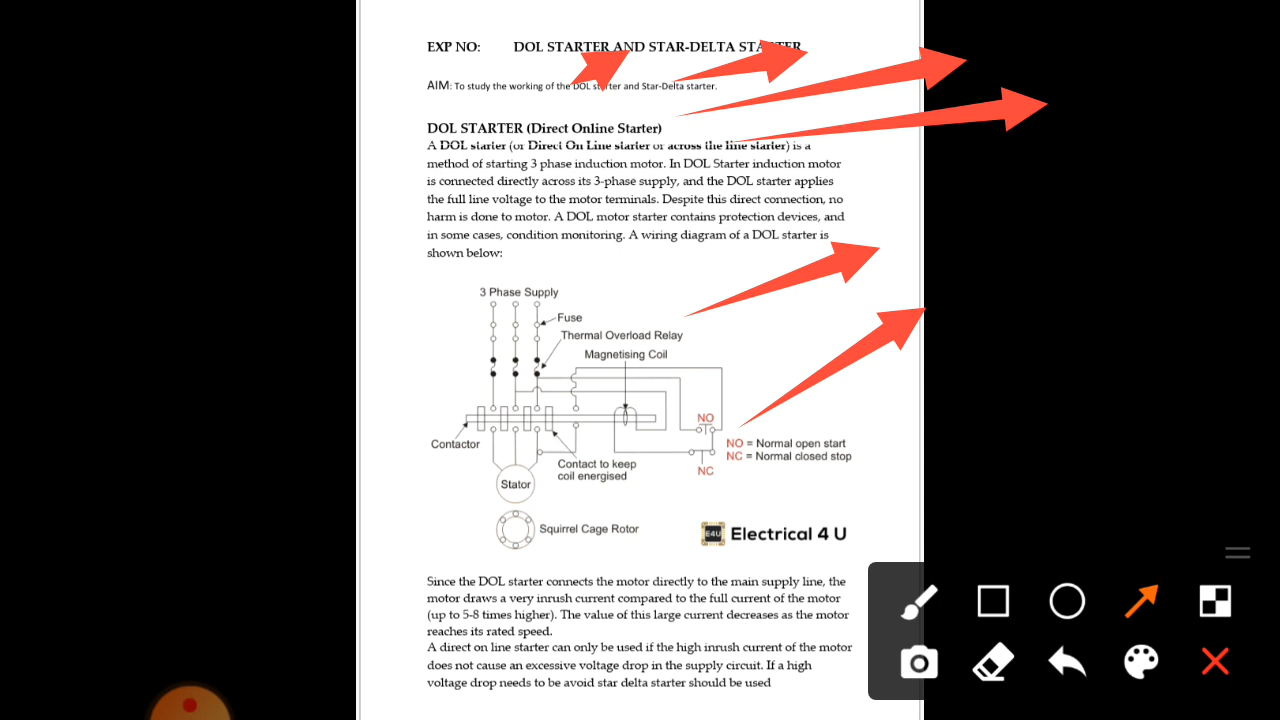 EXP NO: DOL STARTER AND STAR-DELTA STARTER
AIM: To study the working of the DOL starter and Star-Delta starter.
DOL STARTER (Direct Online Starter)
A DOL starter (or Direct On Line starter or across the line starter) is a
method of starting 3 phase induction motor. In DOL Starter induction motor
is connected directly across its 3-phase supply, and the DOL starter applies
the full line voltage to the motor terminals. Despite this direct connection, no
harm is done to motor. A DOL motor starter contains protection devices, and
in some cases, condition monitoring. A wiring diagram of a DOL starter is
shown below:
3 Phase Supply
Fuse
Thermal Overload Relay
Magnetising Coil
NO
Contactor
NO = Normal open start
NC = Normal closed stop
Contact to keep
coil energised
NC
Stator
Squirrel Cage Rotor
E4U Electrical 4 U
Since the DOL starter connects the motor directly to the main supply line, the
motor draws a very inrush current compared to the full current of the motor
(up to 5-8 times higher). The value of this large current decreases as the motor
reaches its rated speed.
A direct on line starter can only be used if the high inrush current of the motor
does not cause an excessive voltage drop in the supply circuit. If a high
voltage drop needs to be avoid star delta starter should be used